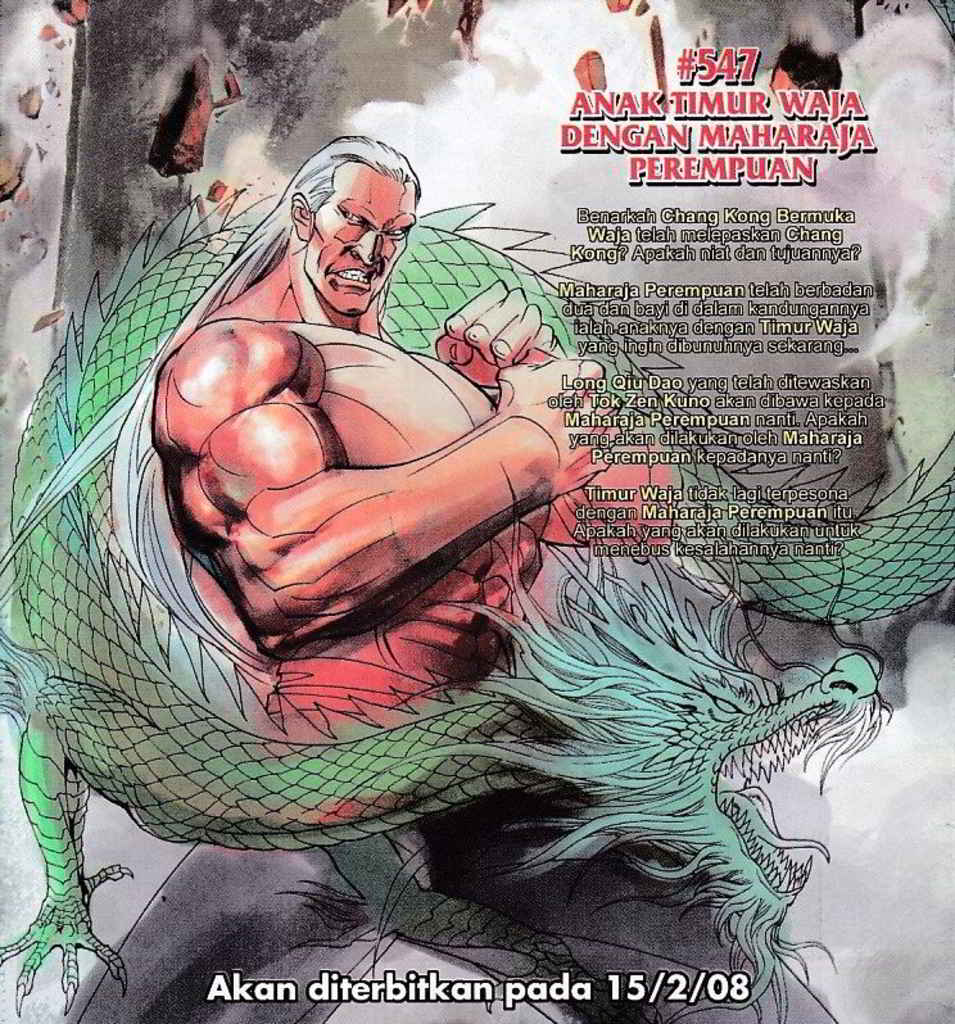 #547
ANAK TIMUR WAJA
DENGAN MAHARAJA
PEREMPUAN
Benarkah Chang Kong Bermuka
Waja telah melepaskan Chang
Kong? Apakah niat dan tujuannya?
Maharaja Perempuan telah berbadan
dua dan bayi di dalam kandungannya
ialah anaknya dengan Timur Waja
yang ingin dibunuhnya sekarang...
Long Qiu Dao yang telah ditewaskan
oleh Tok Zen Kuno akan dibawa kepada
Maharaja Perempuan nanti. Apakah
yang akan dilakukan oleh Maharaja
Perempuan kepadanya nanti?
Timur Waja tidak lagi terpesona
dengan Maharaja Perempuan itu.
Apakah yang akan dilakukan untuk
menebus kesalahannya nanti?
Akan diterbitkan pada 15/2/08